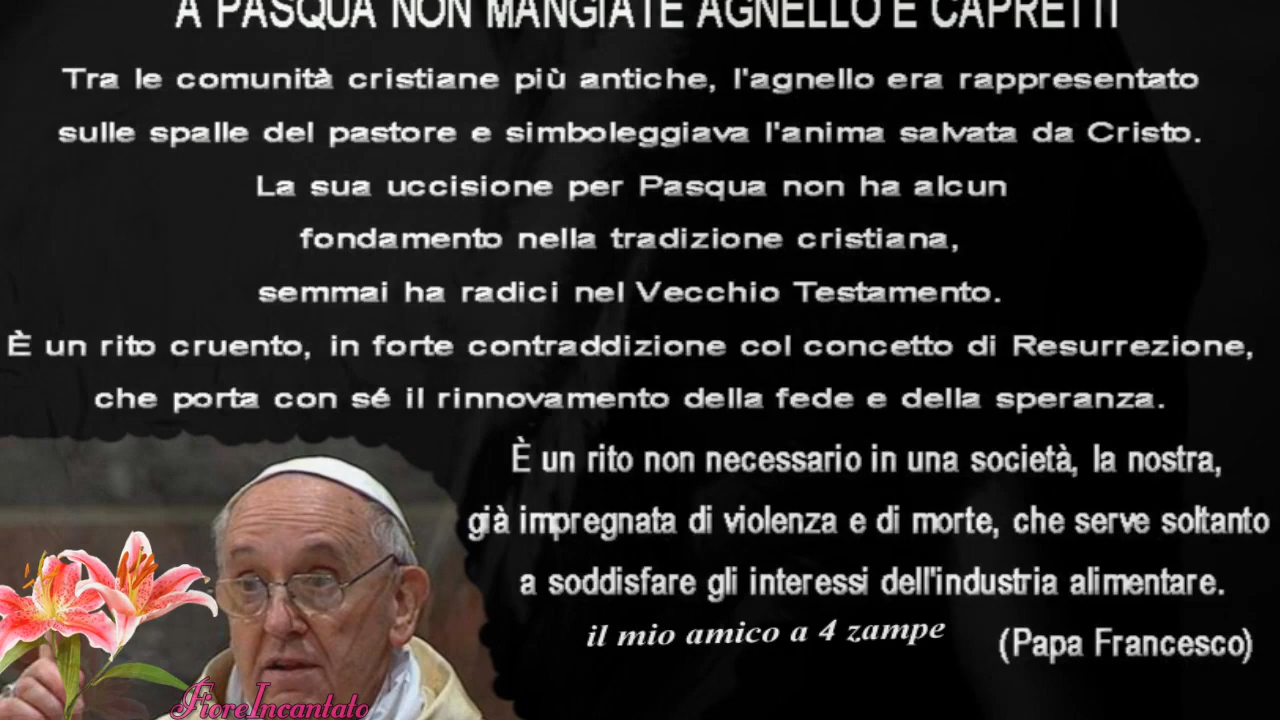 A PASQUA NON MANGIATE AGNELLO E CAPRETTI
Tra le comunità cristiane più antiche, l'agnello era rappresentato
sulle spalle del pastore e simboleggiava l'anima salvata da Cristo.
La sua uccisione per Pasqua non ha alcun
fondamento nella tradizione cristiana,
semmai ha radici nel Vecchio Testamento.
È un rito cruento, in forte contraddizione col concetto di Resurrezione,
che porta con sé il rinnovamento della fede e della speranza.
È un rito non necessario in una società, la nostra,
già impregnata di violenza e di morte, che serve soltanto
a soddisfare gli interessi dell'industria alimentare.
il mio amico a 4 zampe
(Papa Francesco)
FioreIncantato